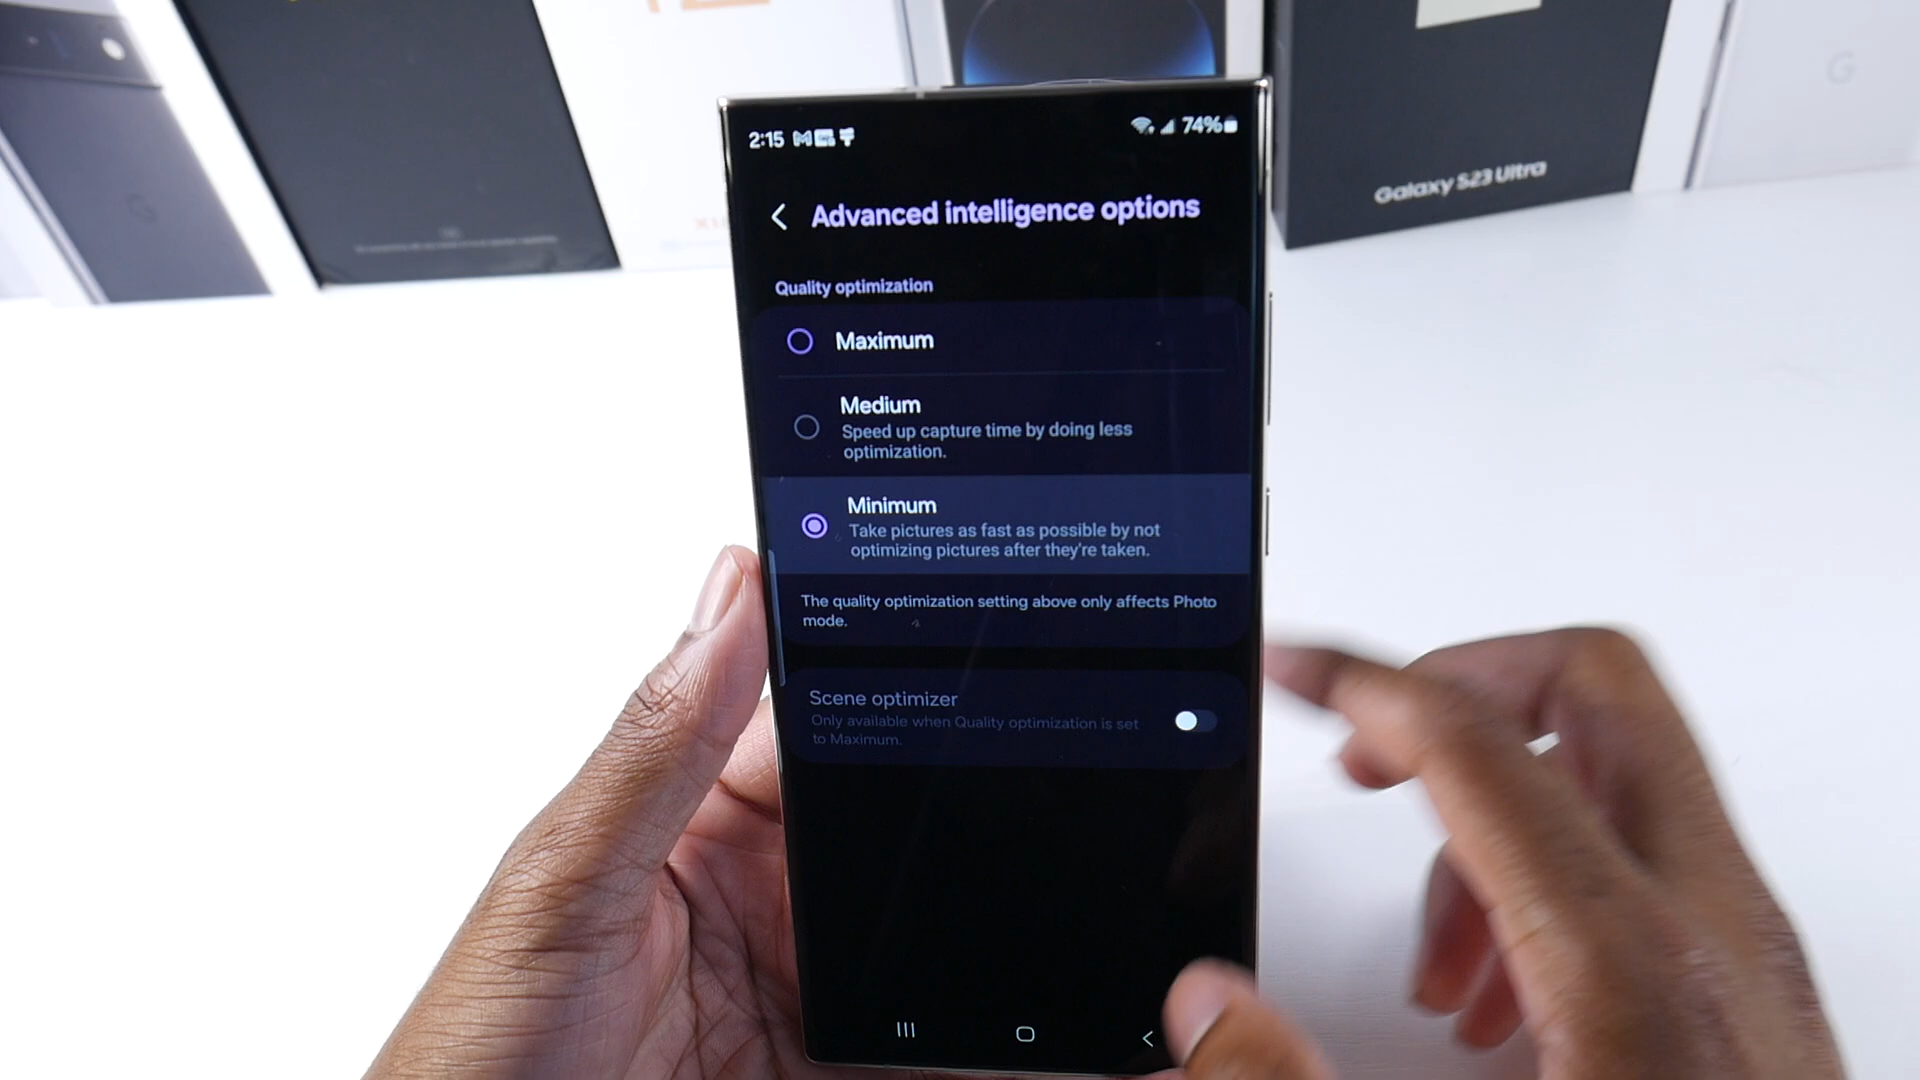 2:15
74%
Advanced intelligence options
Quality optimization
Maximum
Medium
Speed up capture time by doing less
optimization.
Minimum
Take pictures as fast as possible by not
optimizing pictures after they're taken.
The quality optimization setting above only affects Photo
mode.
Scene optimizer
Only available when Quality optimization is set
to Maximum.
Galaxy S23 Ultra